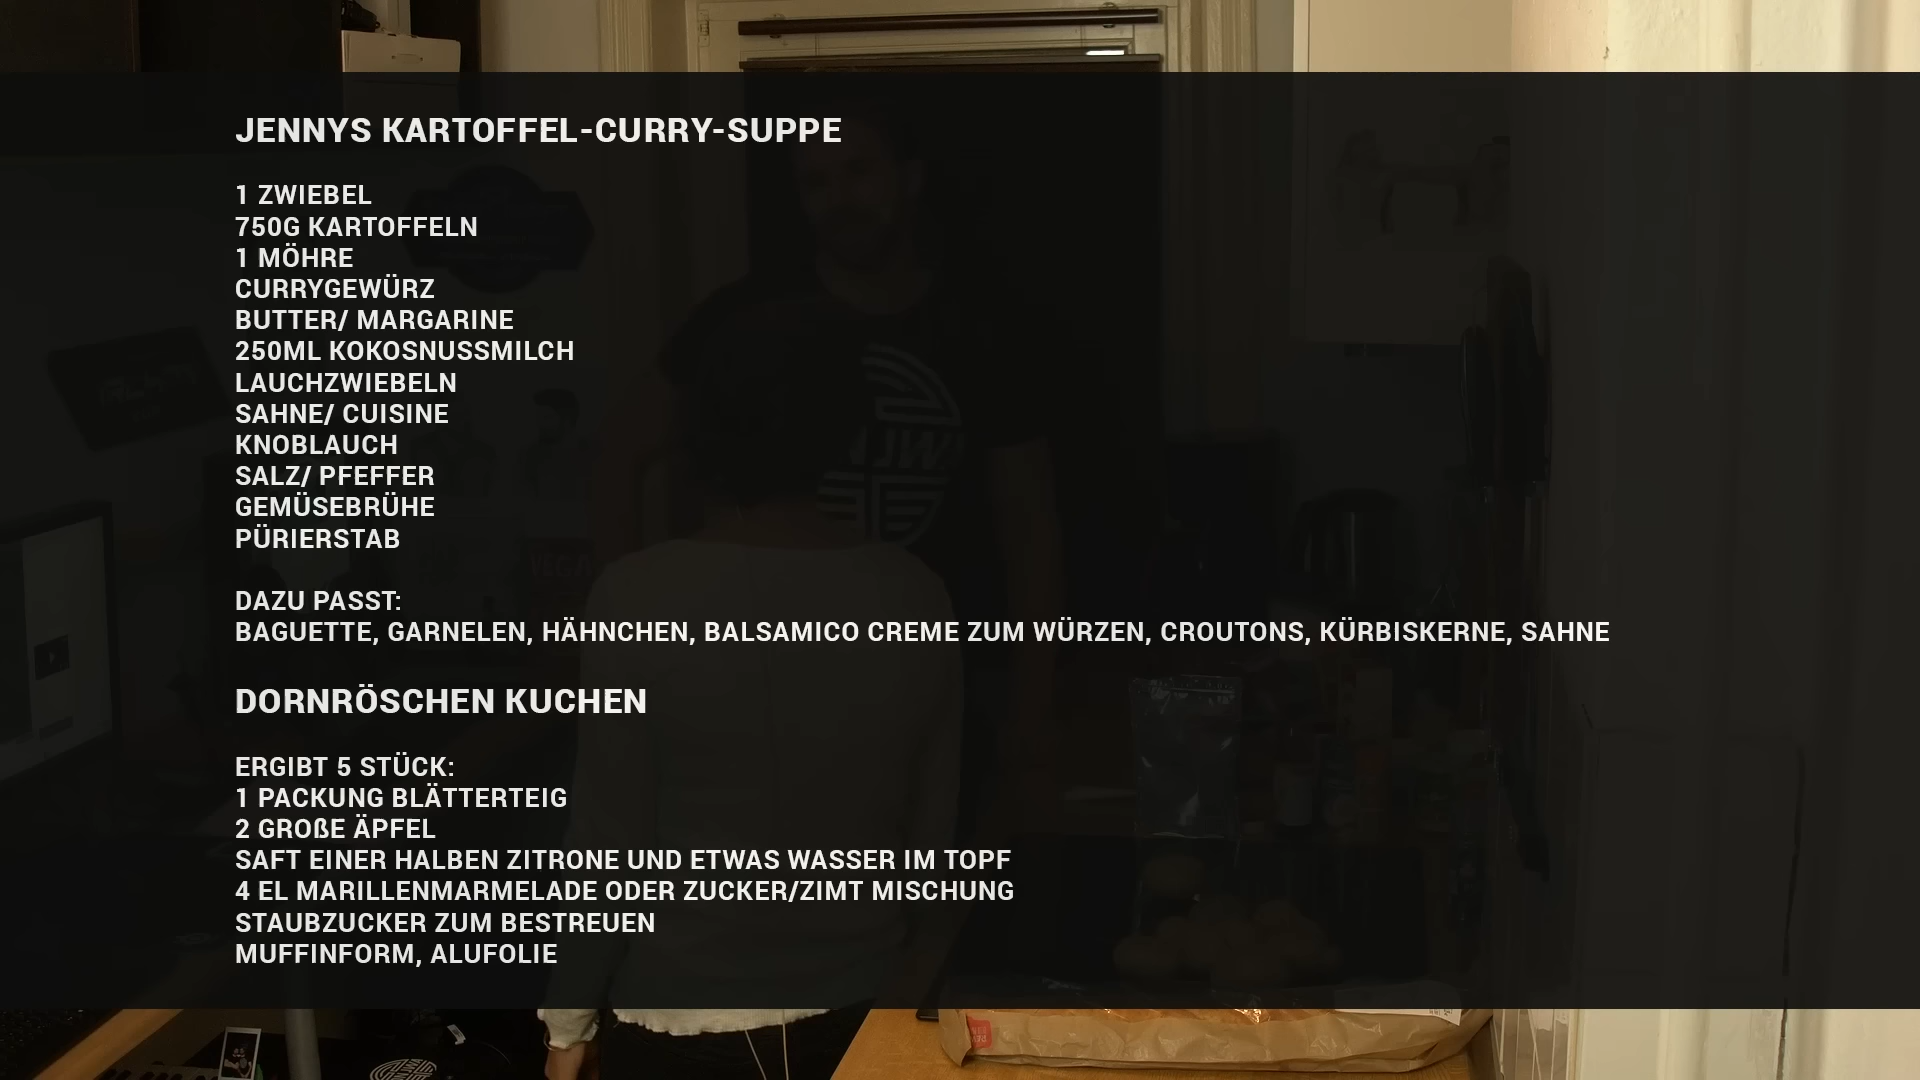 JENNYS KARTOFFEL-CURRY-SUPPE
1 ZWIEBEL
750G KARTOFFELN
1 MÖHRE
CURRYGEWÜRZ
BUTTER/ MARGARINE
250ML KOKOSNUSSMILCH
LAUCHZWIEBELN
SAHNE/ CUISINE
KNOBLAUCH
SALZ/ PFEFFER
GEMÜSEBRÜHE
PÜRIERSTAB
DAZU PASST:
BAGUETTE, GARNELEN, HÄHNCHEN, BALSAMICO CREME ZUM WÜRZEN, CROUTONS, KÜRBISKERNE, SAHNE
DORNRÖSCHEN KUCHEN
ERGIBT 5 STÜCK:
1 PACKUNG BLÄTTERTEIG
2 GROßE ÄPFEL
SAFT EINER HALBEN ZITRONE UND ETWAS WASSER IM TOPF
4 EL MARILLENMARMELADE ODER ZUCKER/ZIMT MISCHUNG
STAUBZUCKER ZUM BESTREUEN
MUFFINFORM, ALUFOLIE